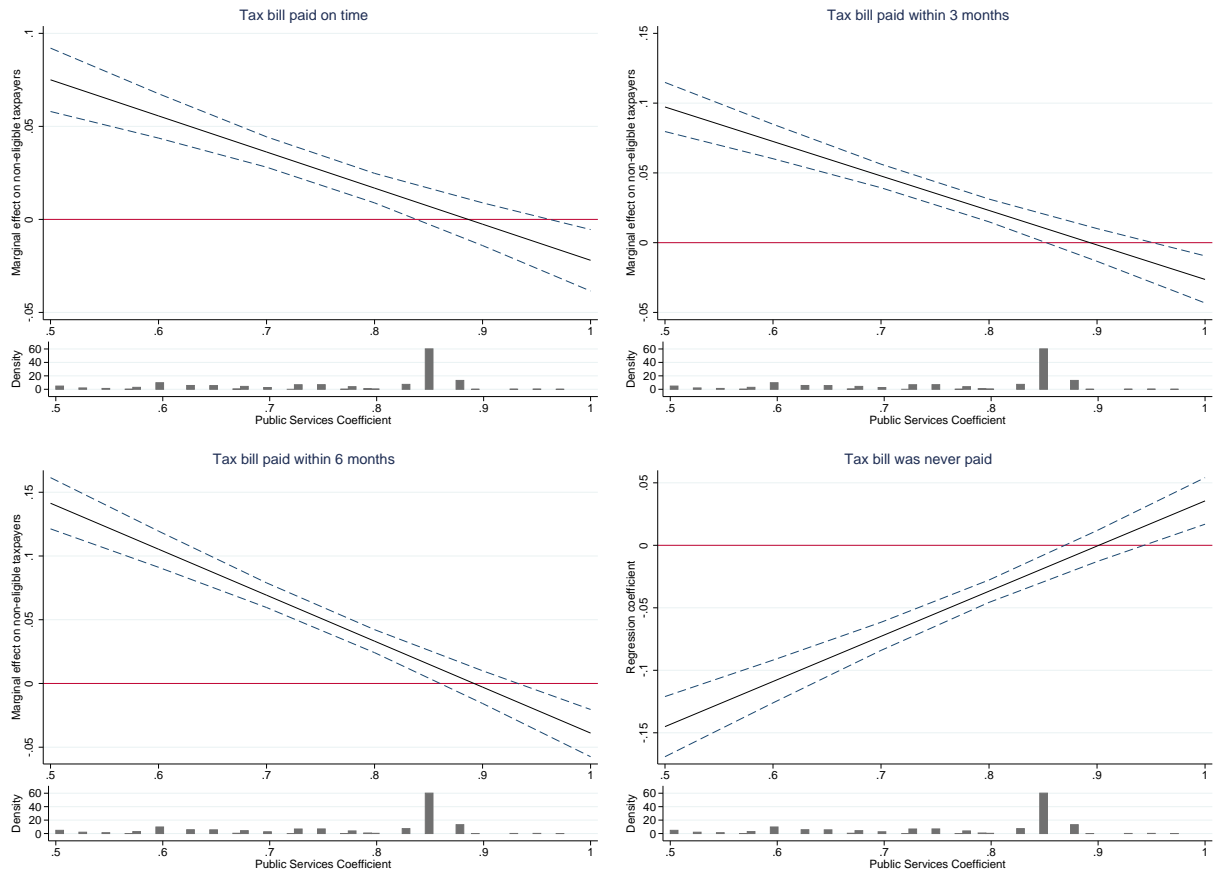 Tax bill paid on time
Marginal effect on non-eligible taxpayers
.1
.05
0
-.05
.5 .6 .7 .8 .9 1
Density
60
40
20
0
.5 .6 .7 .8 .9 1
Public Services Coefficient
Tax bill paid within 3 months
Marginal effect on non-eligible taxpayers
.15
.1
.05
0
-.05
.5 .6 .7 .8 .9 1
Density
60
40
20
0
.5 .6 .7 .8 .9 1
Public Services Coefficient
Tax bill paid within 6 months
Marginal effect on non-eligible taxpayers
.15
.1
.05
0
-.05
.5 .6 .7 .8 .9 1
Density
60
40
20
0
.5 .6 .7 .8 .9 1
Public Services Coefficient
Tax bill was never paid
Regression coefficient
.05
0
-.05
-.1
-.15
.5 .6 .7 .8 .9 1
Density
60
40
20
0
.5 .6 .7 .8 .9 1
Public Services Coefficient